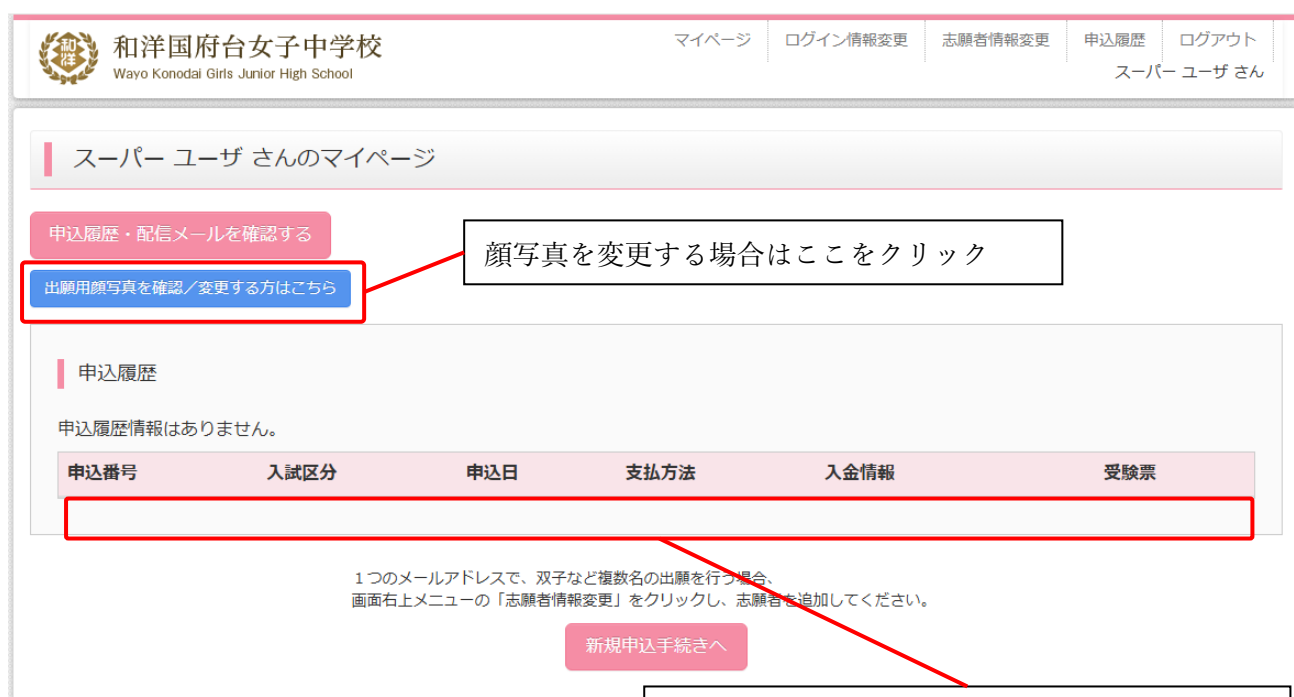 和洋国府台女子中学校
Wayo Konodai Girls Junior High School
マイページ ログイン情報変更 志願者情報変更 申込履歴 ログアウト
スーパー ユーザ さん
スーパー ユーザ さんのマイページ
申込履歴・配信メールを確認する
顔写真を変更する場合はここをクリック
出願用顔写真を確認／変更する方はこちら
申込履歴
申込履歴情報はありません。
申込番号 入試区分 申込日 支払方法 入金情報 受験票
１つのメールアドレスで、双子など複数名の出願を行う場合、
画面右上メニューの「志願者情報変更」をクリックし、志願者を追加してください。
新規申込手続きへ